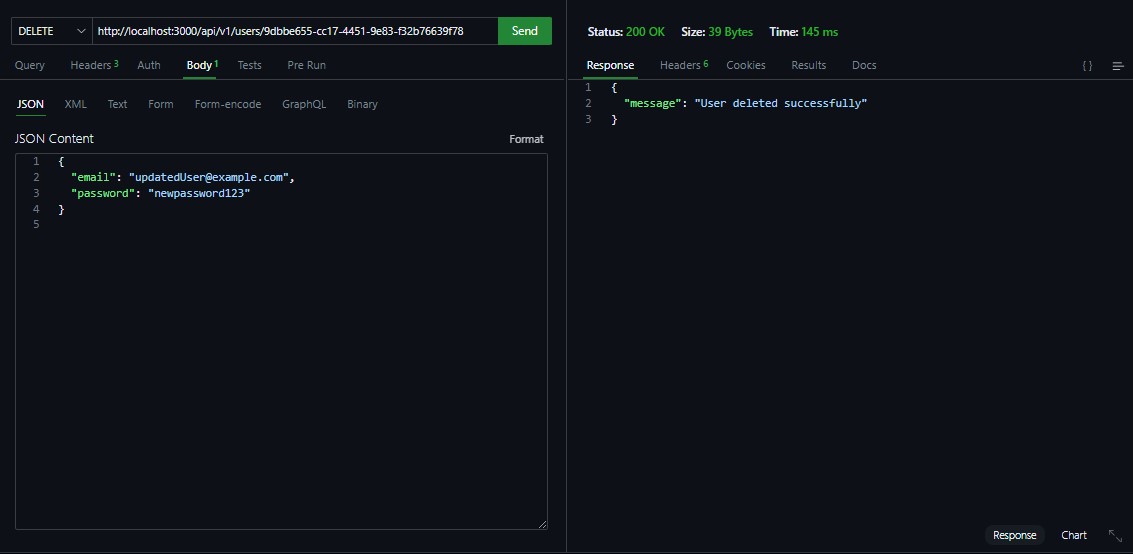 DELETE http://localhost:3000/api/v1/users/9dbbe655-cc17-4451-9e83-f32b76639f78 Send
Query Headers 3 Auth Body 1 Tests Pre Run
JSON XML Text Form Form-encode GraphQL Binary
JSON Content Format
1 {
2 "email": "updatedUser@example.com",
3 "password": "newpassword123"
4 }
5
Status: 200 OK Size: 39 Bytes Time: 145 ms
Response Headers 6 Cookies Results Docs { }
1 {
2 "message": "User deleted successfully"
3 }
Response Chart